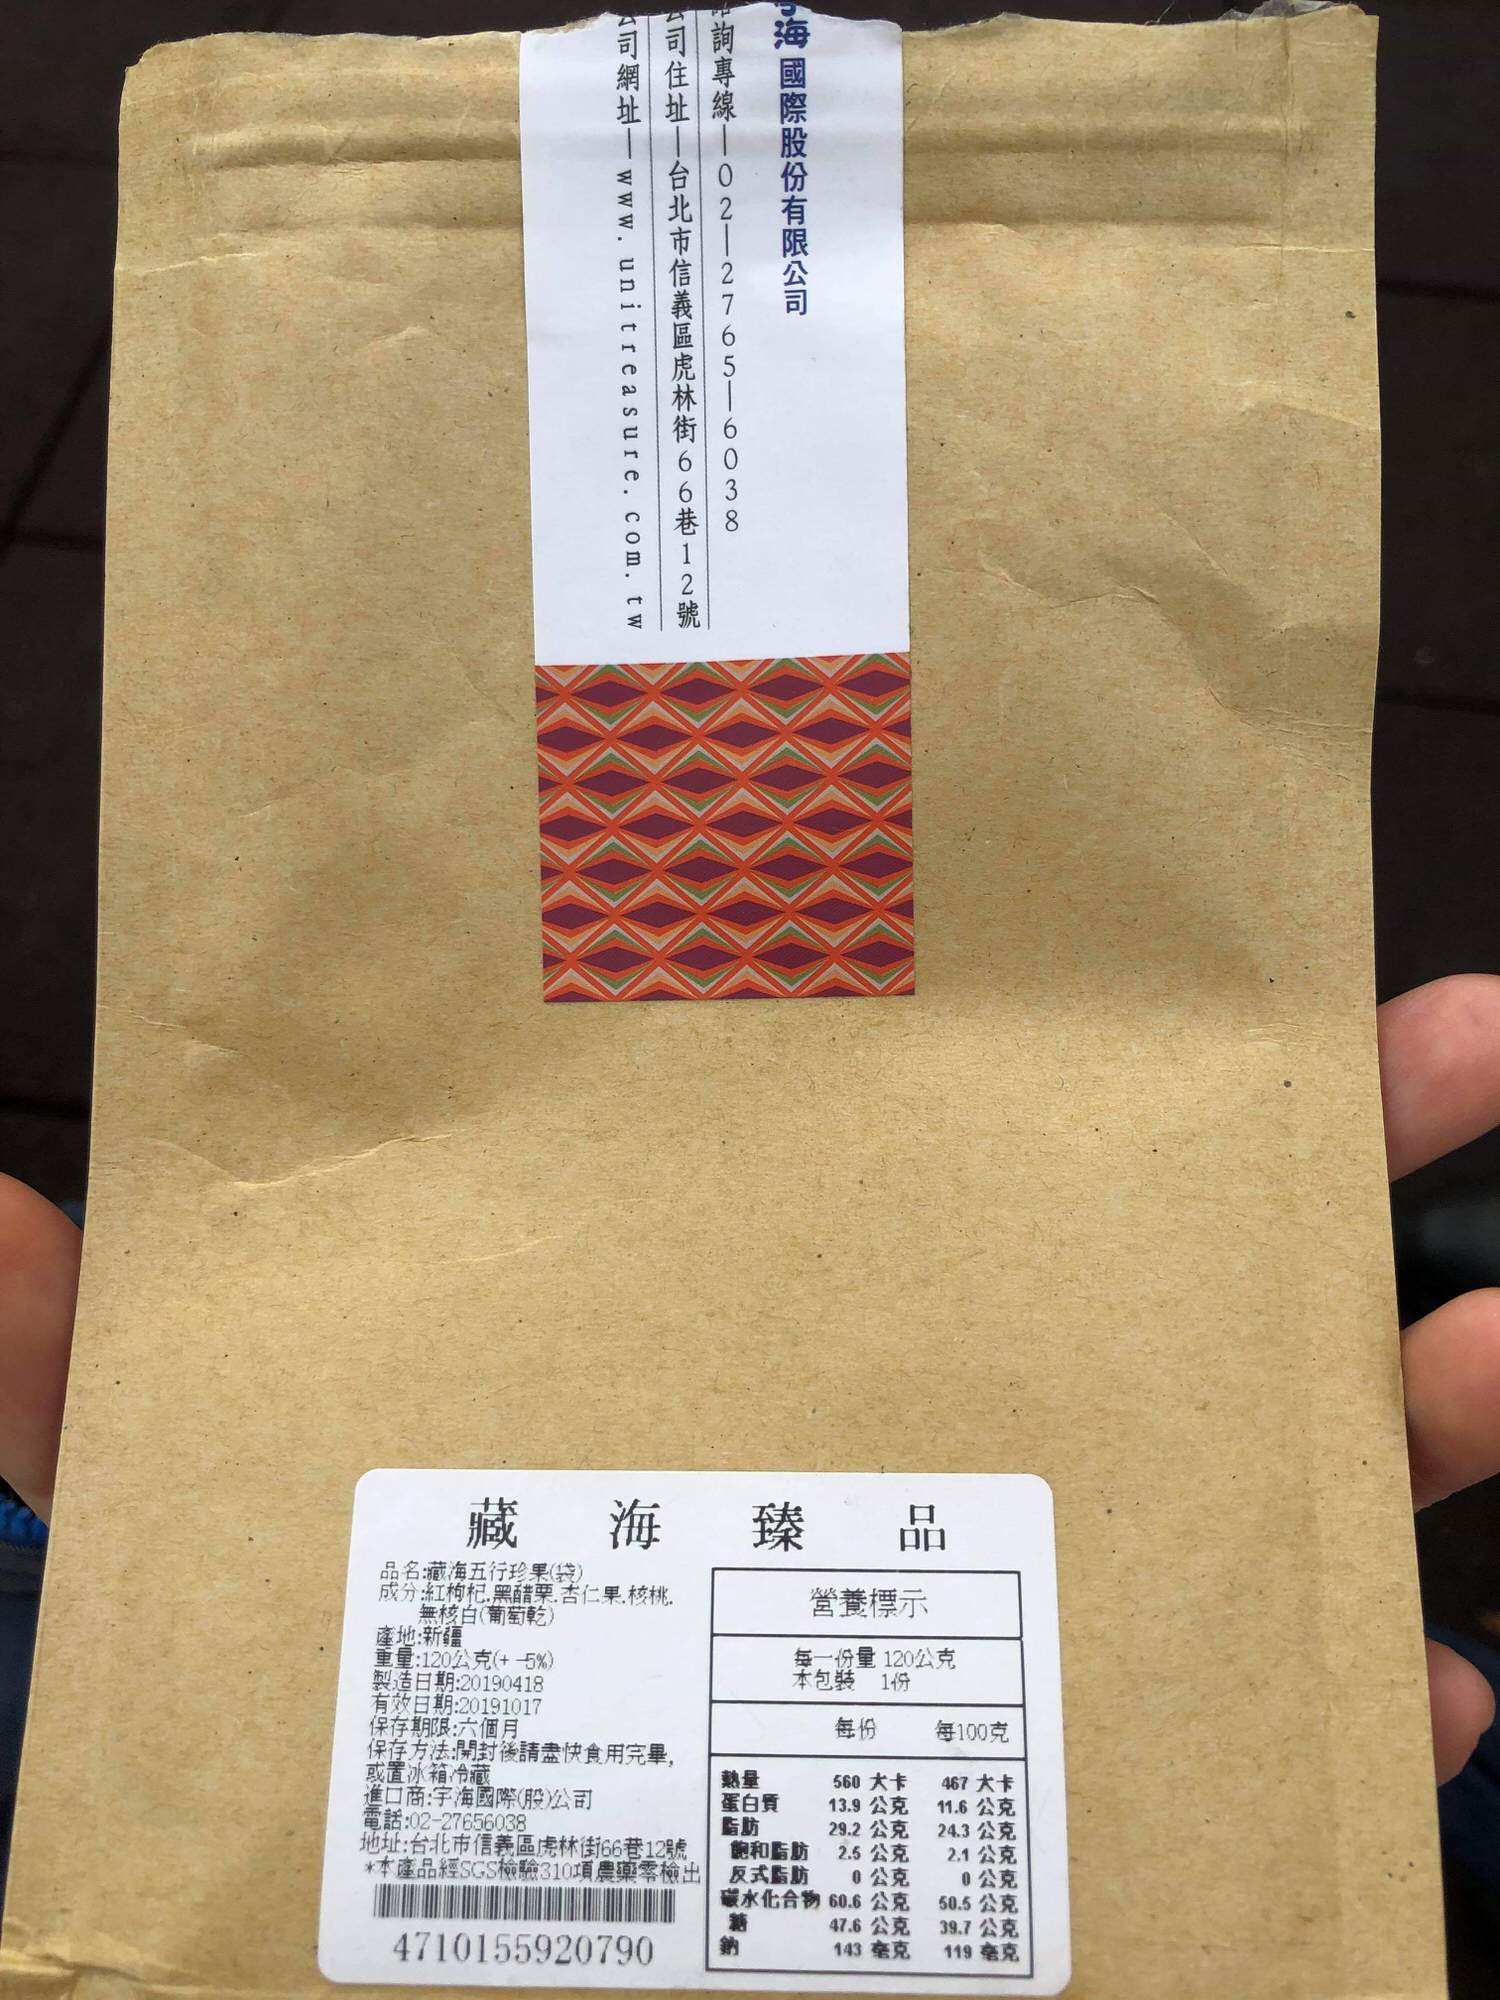 海國際股份有限公司
詢專線—02—2765—6038
公司住址—台北市信義區虎林街66巷12號
公司網址—www.unitreasure.com.tw
藏海臻品
品名:藏海五行珍果(袋)
成分:紅枸杞.黑醋栗.杏仁果.核桃.
無核白(葡萄乾)
產地:新疆
重量:120公克(+-5%)
製造日期:20190418
有效日期:20191017
保存期限:六個月
保存方法:開封後請盡快食用完畢,
或置冰箱冷藏
進口商:宇海國際(股)公司
電話:02-27656038
地址:台北市信義區虎林街66巷12號
*本產品經SGS檢驗310項農藥零檢出
4710155920790
營養標示
每一份量 120公克
本包裝 1份
每份 每100克
熱量 560 大卡 467 大卡
蛋白質 13.9 公克 11.6 公克
脂肪 29.2 公克 24.3 公克
飽和脂肪 2.5 公克 2.1 公克
反式脂肪 0 公克 0 公克
碳水化合物 60.6 公克 50.5 公克
糖 47.6 公克 39.7 公克
鈉 143 毫克 119 毫克